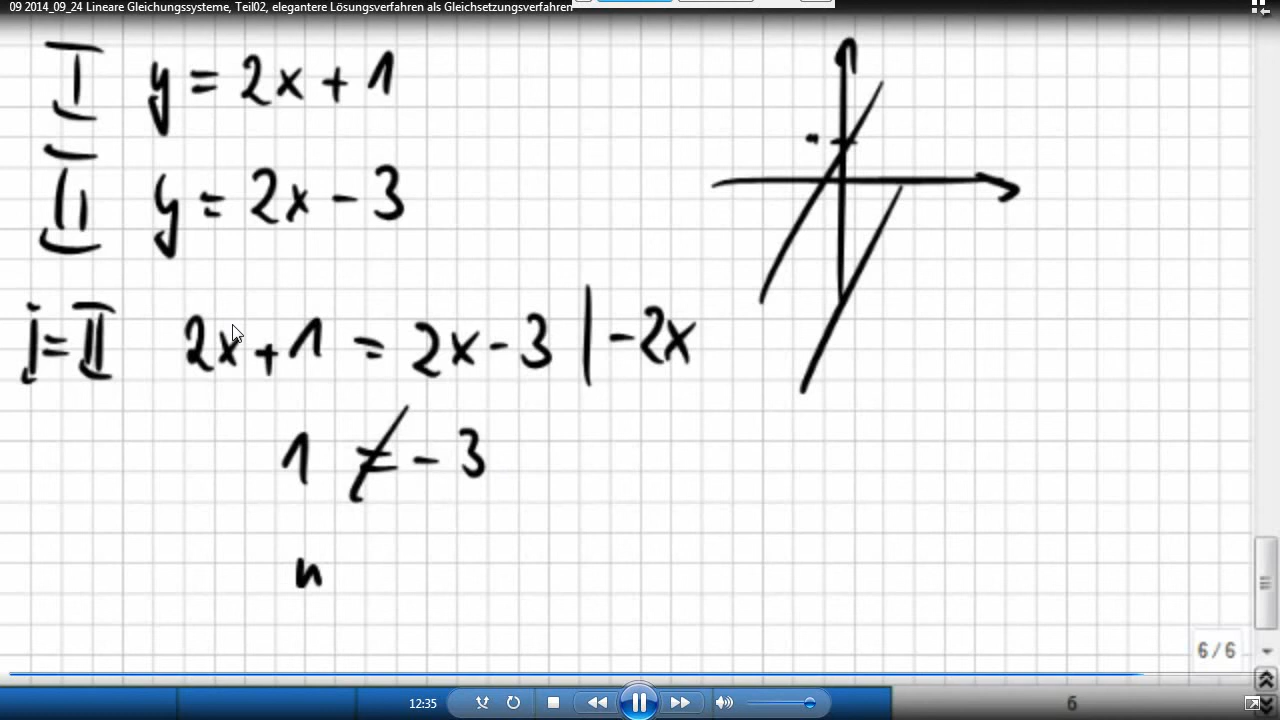 09 2014_09_24 Lineare Gleichungssysteme, Teil02, elegantere Lösungsverfahren als Gleichsetzungsverfahren
I y = 2x + 1
II y = 2x - 3
I = II 2x + 1 = 2x - 3 | -2x
1 ≠ - 3
n
6 / 6
12:35
6